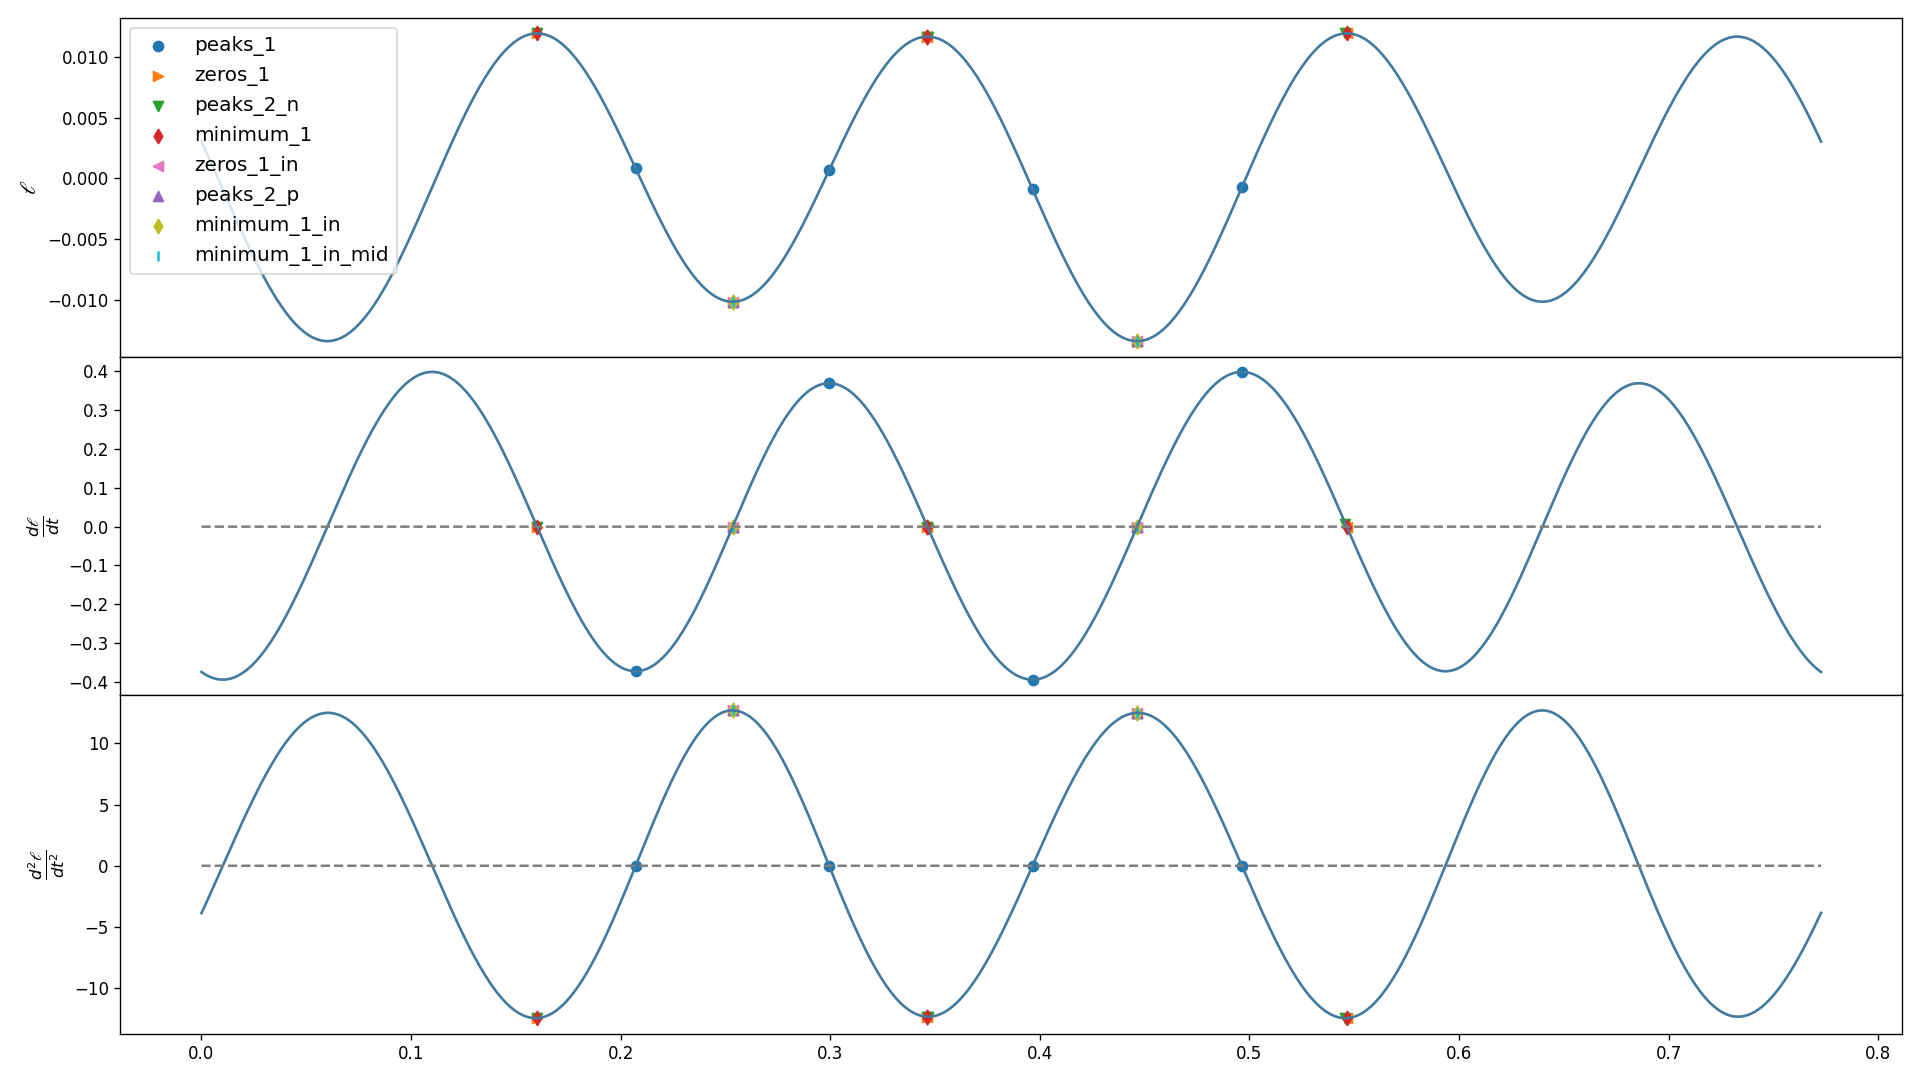 peaks_1
zeros_1
peaks_2_n
minimum_1
zeros_1_in
peaks_2_p
minimum_1_in
minimum_1_in_mid
0.010
0.005
0.000
−0.005
−0.010
ℓ
0.4
0.3
0.2
0.1
0.0
−0.1
−0.2
−0.3
−0.4
dℓ/dt
10
5
0
−5
−10
d²ℓ/dt²
0.0 0.1 0.2 0.3 0.4 0.5 0.6 0.7 0.8